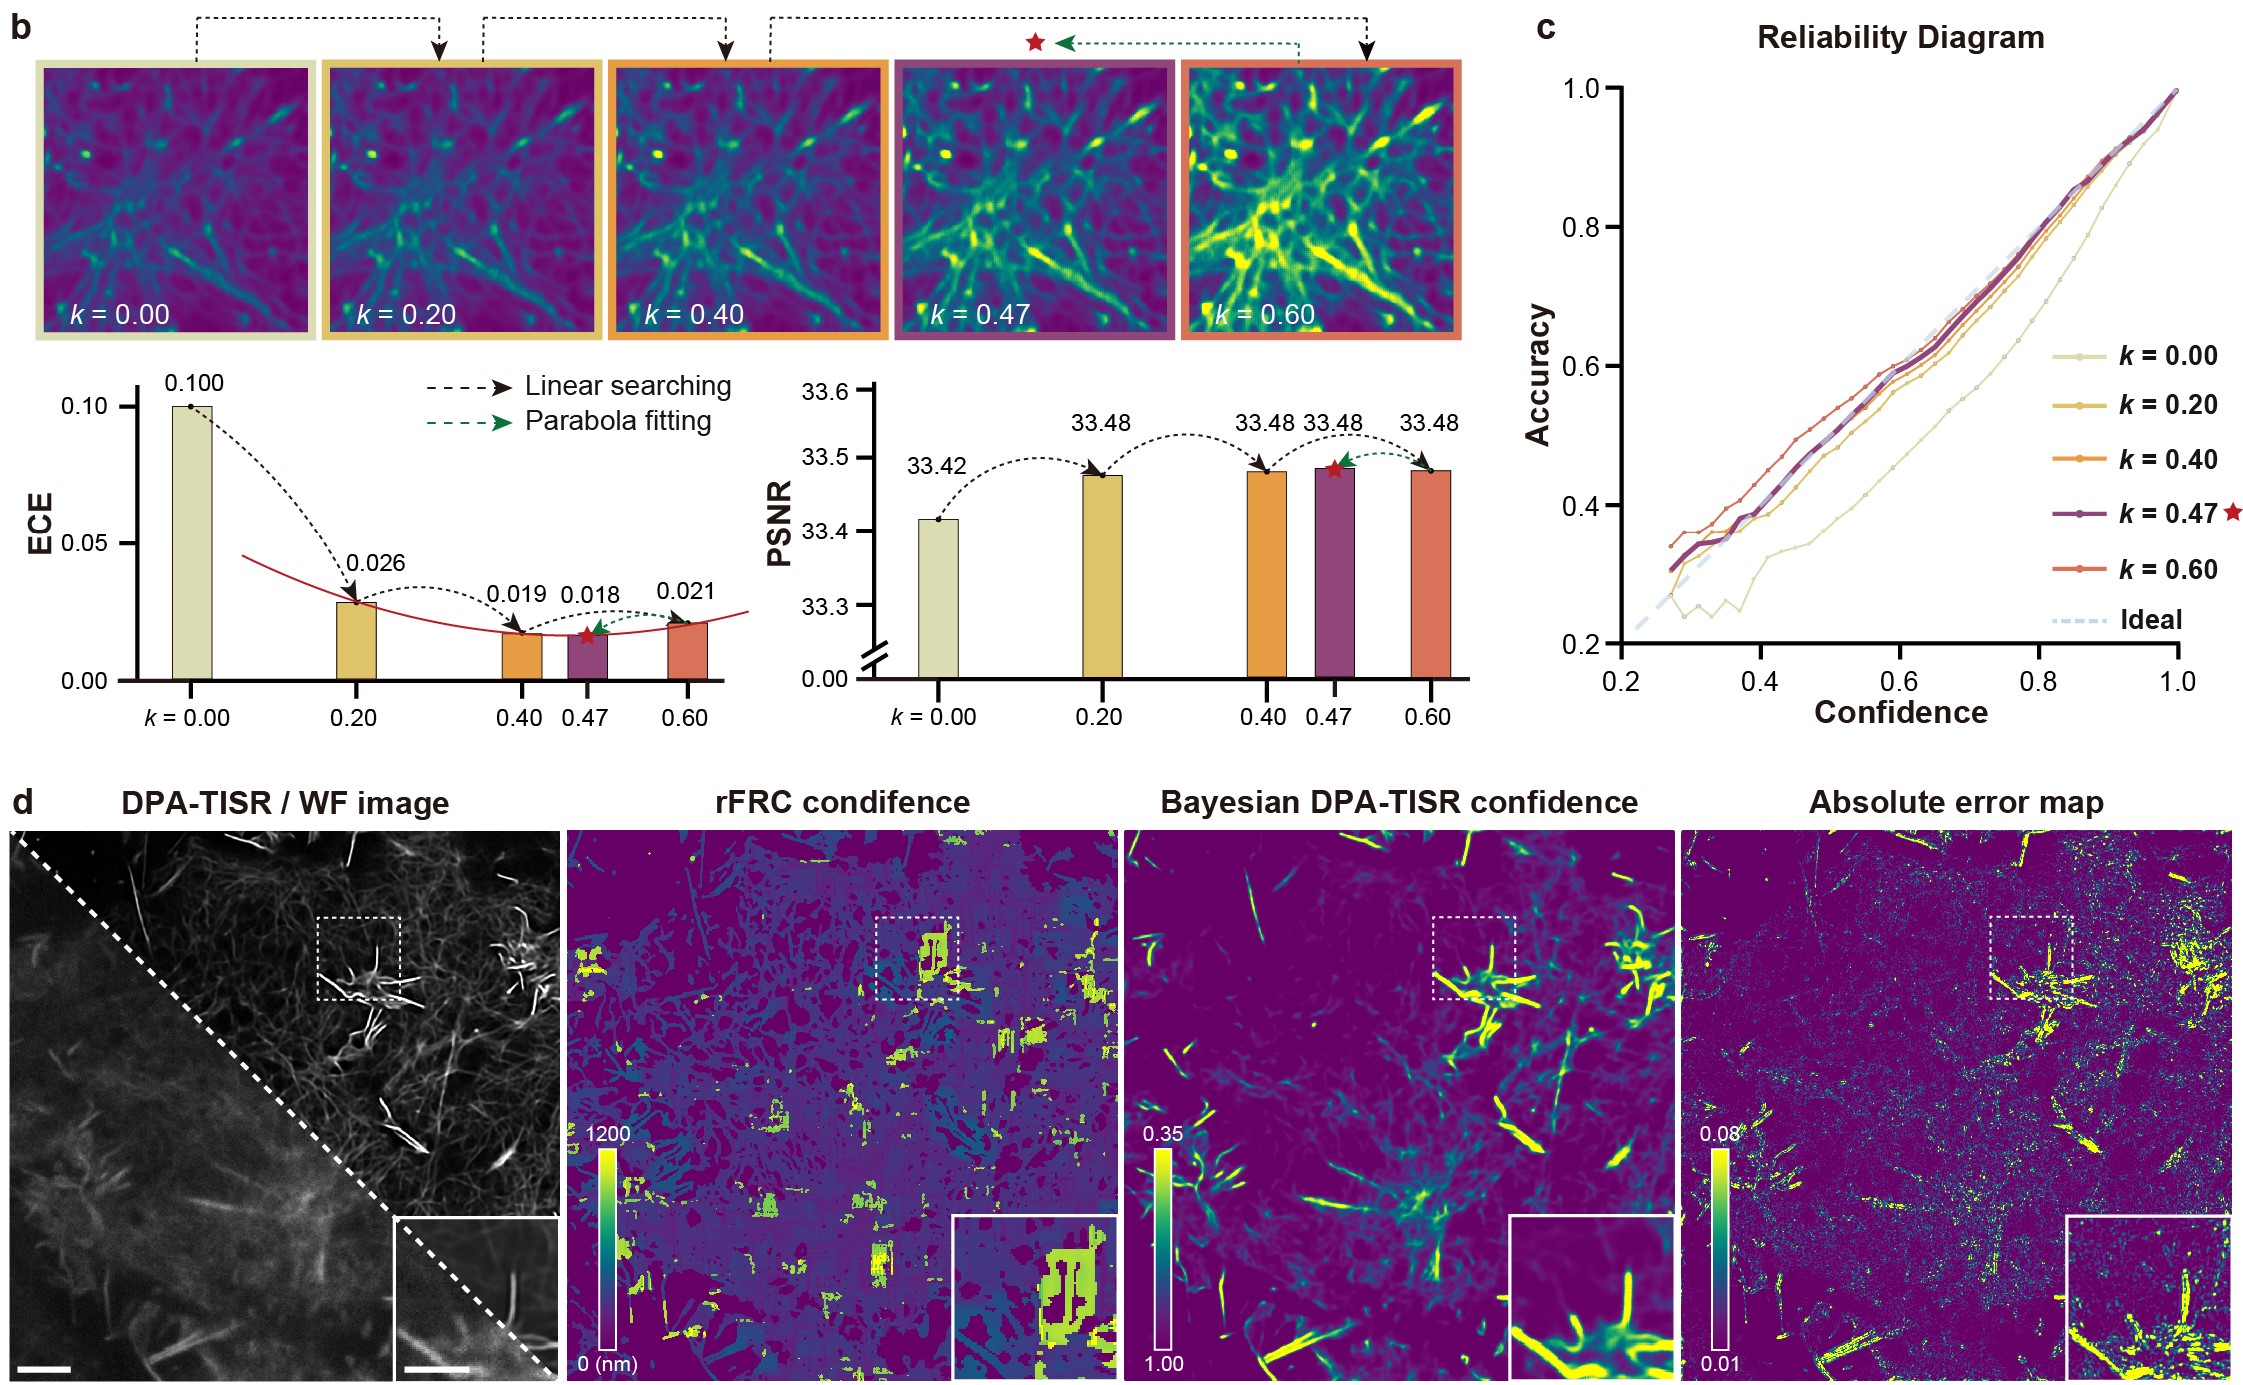 b
k = 0.00
k = 0.20
k = 0.40
k = 0.47
k = 0.60
ECE
0.10
0.05
0.00
0.100
0.026
0.019
0.018
0.021
Linear searching
Parabola fitting
k = 0.00
0.20
0.40
0.47
0.60
PSNR
33.6
33.5
33.4
33.3
0.00
33.42
33.48
33.48
33.48
33.48
k = 0.00
0.20
0.40
0.47
0.60
c
Reliability Diagram
Accuracy
1.0
0.8
0.6
0.4
0.2
k = 0.00
k = 0.20
k = 0.40
k = 0.47
k = 0.60
Ideal
0.2
0.4
0.6
0.8
1.0
Confidence
d
DPA-TISR / WF image
rFRC condifence
1200
0 (nm)
Bayesian DPA-TISR confidence
0.35
1.00
Absolute error map
0.08
0.01